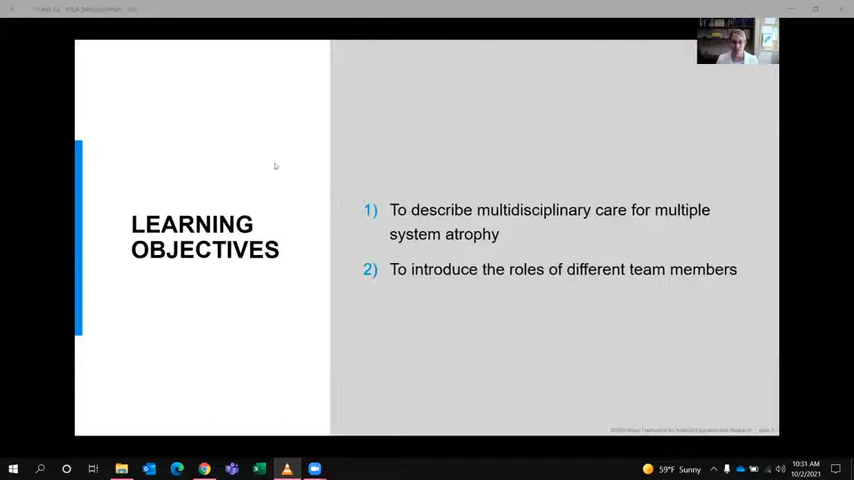 LEARNING
OBJECTIVES
1) To describe multidisciplinary care for multiple
system atrophy
2) To introduce the roles of different team members
59°F Sunny
10:31 AM
10/2/2021